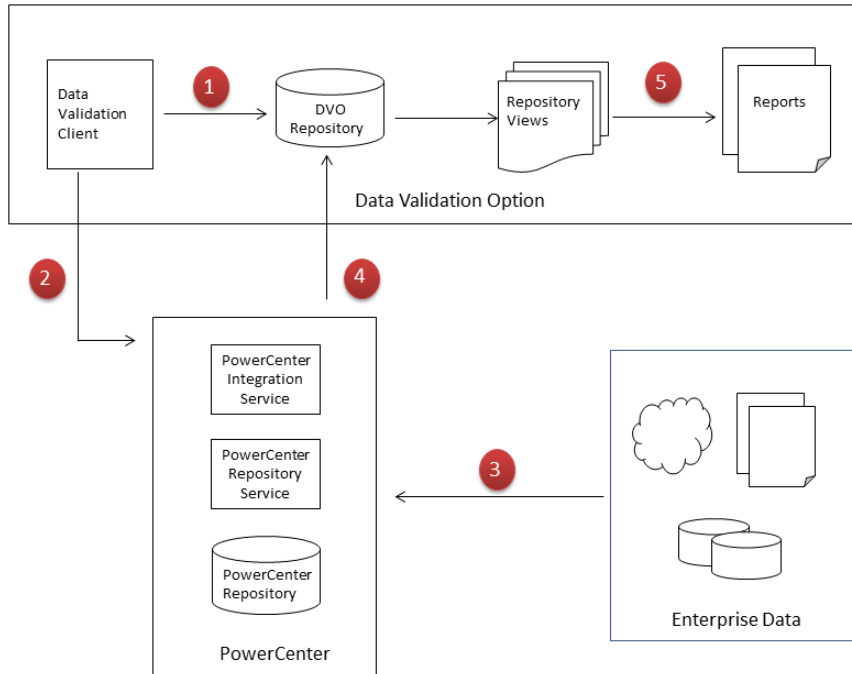 Data
Validation
Client
1
DVO
Repository
Repository
Views
5
Reports
Data Validation Option
2
4
PowerCenter
Integration
Service
PowerCenter
Repository
Service
PowerCenter
Repository
PowerCenter
3
Enterprise Data